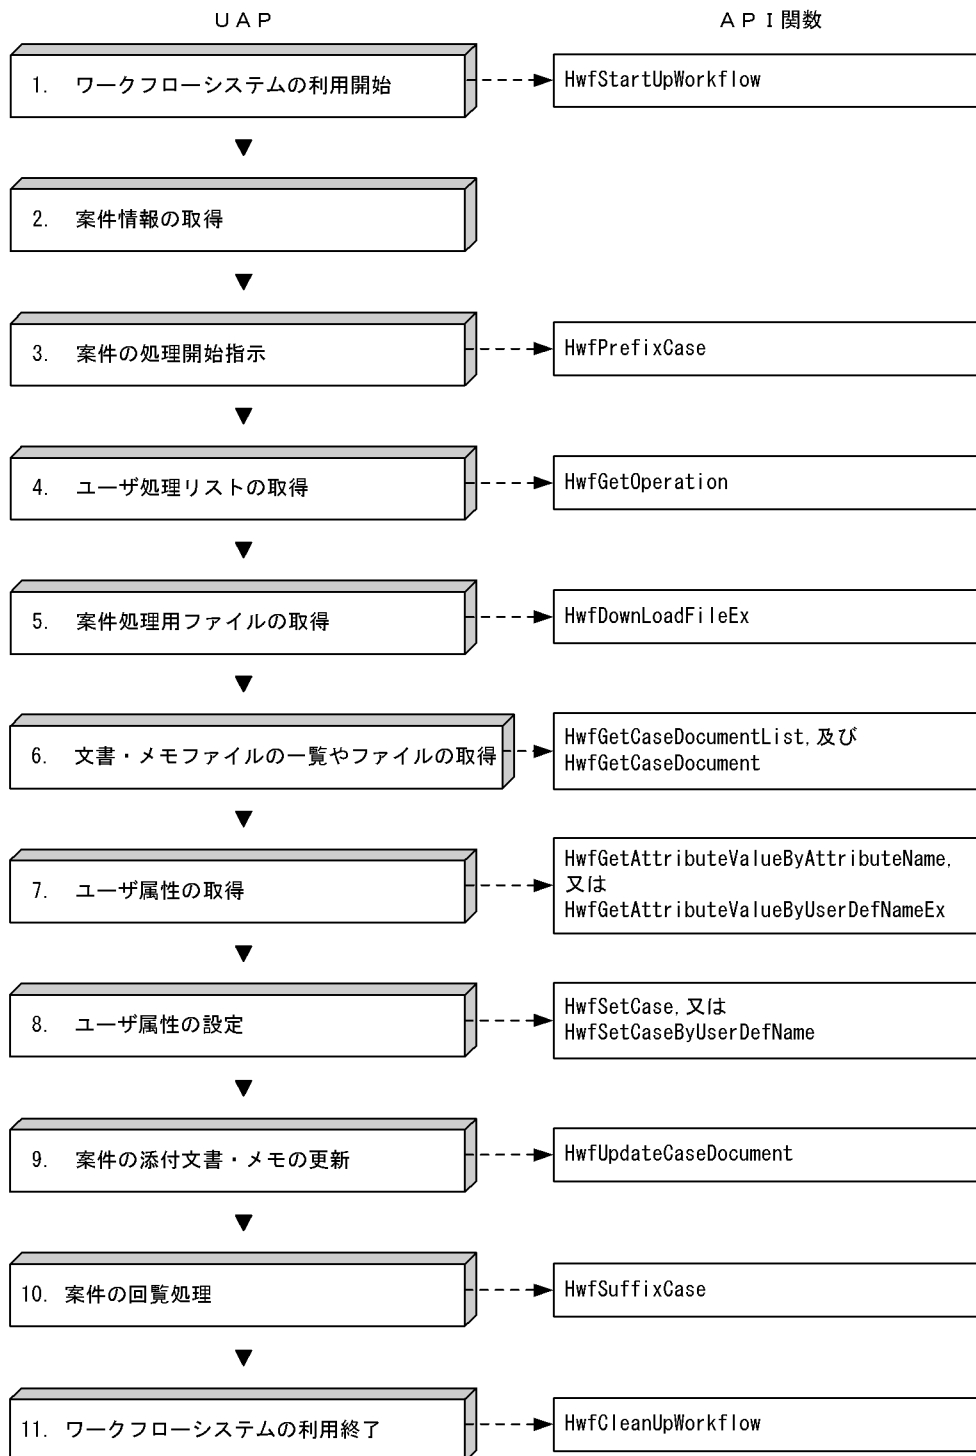 ＵＡＰ
ＡＰＩ関数
1. ワークフローシステムの利用開始
HwfStartUpWorkflow
2. 案件情報の取得
3. 案件の処理開始指示
HwfPrefixCase
4. ユーザ処理リストの取得
HwfGetOperation
5. 案件処理用ファイルの取得
HwfDownLoadFileEx
6. 文書・メモファイルの一覧やファイルの取得
HwfGetCaseDocumentList,及び
HwfGetCaseDocument
7. ユーザ属性の取得
HwfGetAttributeValueByAttributeName,
又は
HwfGetAttributeValueByUserDefNameEx
8. ユーザ属性の設定
HwfSetCase,又は
HwfSetCaseByUserDefName
9. 案件の添付文書・メモの更新
HwfUpdateCaseDocument
10. 案件の回覧処理
HwfSuffixCase
11. ワークフローシステムの利用終了
HwfCleanUpWorkflow